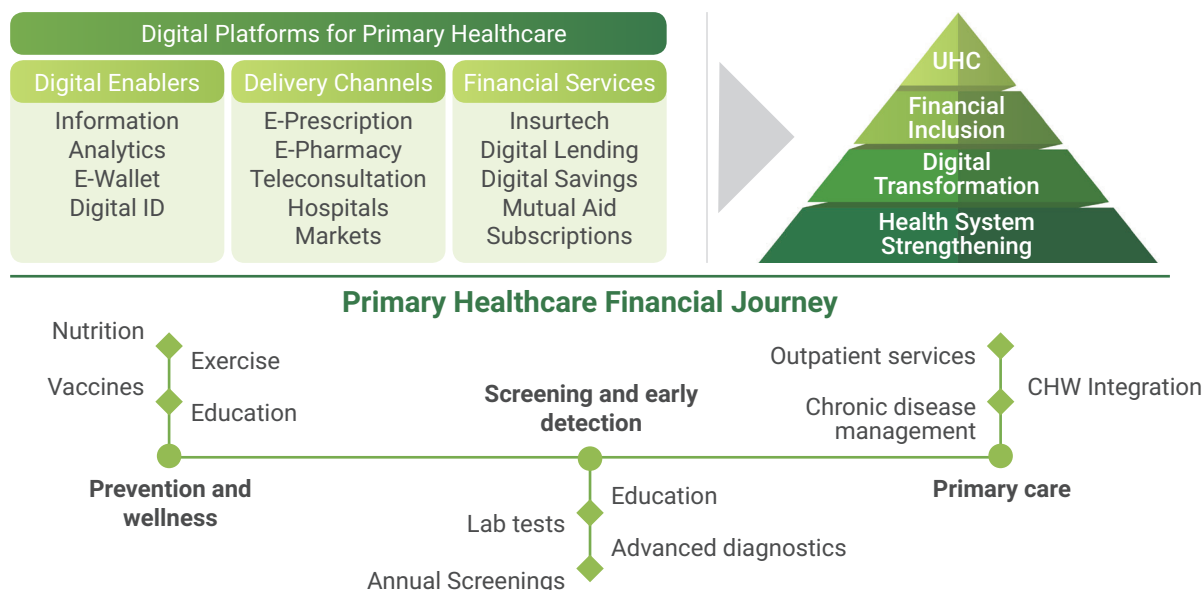 Digital Platforms for Primary Healthcare
Digital Enablers
Information
Analytics
E-Wallet
Digital ID
Delivery Channels
E-Prescription
E-Pharmacy
Teleconsultation
Hospitals
Markets
Financial Services
Insurtech
Digital Lending
Digital Savings
Mutual Aid
Subscriptions
UHC
Financial
Inclusion
Digital
Transformation
Health System
Strengthening
Primary Healthcare Financial Journey
Nutrition
Exercise
Vaccines
Education
Prevention and
wellness
Screening and early
detection
Education
Lab tests
Advanced diagnostics
Annual Screenings
Outpatient services
CHW Integration
Chronic disease
management
Primary care